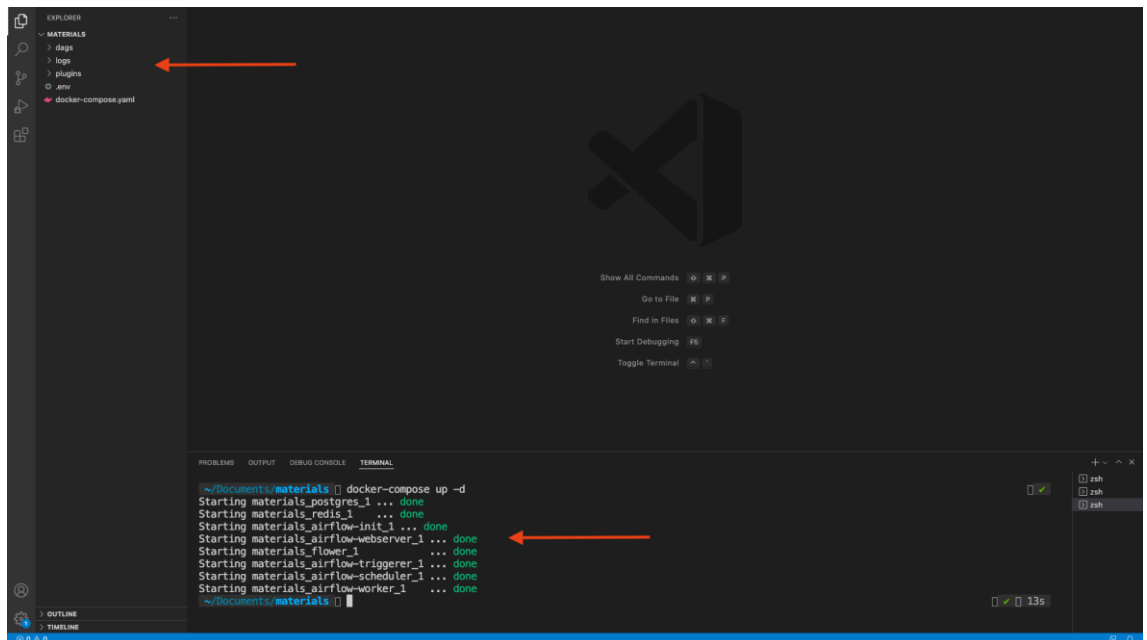 EXPLORER
MATERIALS
dags
logs
plugins
.env
docker-compose.yaml
Show All Commands ⇧ ⌘ P
Go to File ⌘ P
Find in Files ⇧ ⌘ F
Start Debugging F5
Toggle Terminal ^ `
PROBLEMS OUTPUT DEBUG CONSOLE TERMINAL
~/Documents/materials docker-compose up -d
Starting materials_postgres_1 ... done
Starting materials_redis_1 ... done
Starting materials_airflow-init_1 ... done
Starting materials_airflow-webserver_1 ... done
Starting materials_flower_1 ... done
Starting materials_airflow-triggerer_1 ... done
Starting materials_airflow-scheduler_1 ... done
Starting materials_airflow-worker_1 ... done
~/Documents/materials 13s
zsh
zsh
zsh
OUTLINE
TIMELINE
0 0